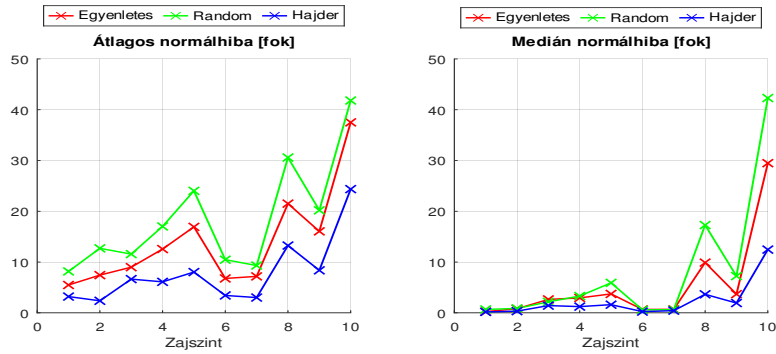 Egyenletes Random Hajder
Átlagos normálhiba [fok]
50
40
30
20
10
0
0 2 4 6 8 10
Zajszint
Egyenletes Random Hajder
Medián normálhiba [fok]
50
40
30
20
10
0
0 2 4 6 8 10
Zajszint